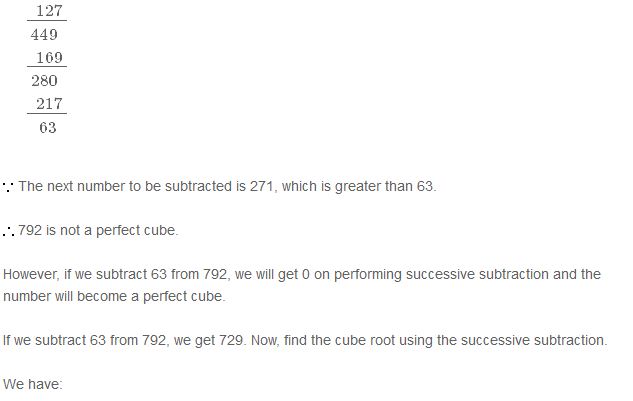 127
449
169
280
217
63
∵ The next number to be subtracted is 271, which is greater than 63.
∴ 792 is not a perfect cube.
However, if we subtract 63 from 792, we will get 0 on performing successive subtraction and the
number will become a perfect cube.
If we subtract 63 from 792, we get 729. Now, find the cube root using the successive subtraction.
We have: